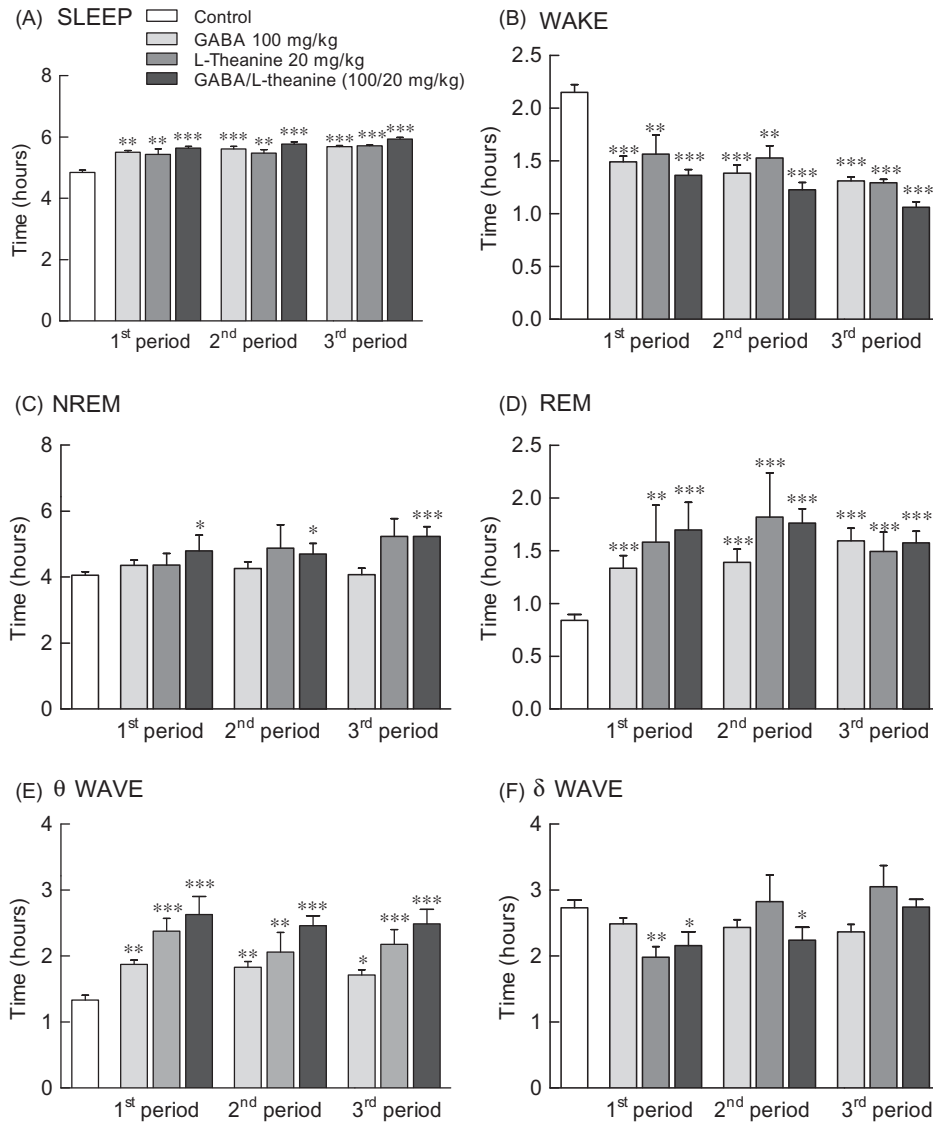 (A) SLEEP
Control
GABA 100 mg/kg
L-Theanine 20 mg/kg
GABA/L-theanine (100/20 mg/kg)
8
6
4
2
0
Time (hours)
** ** *** *** ** *** *** *** ***
1st period 2nd period 3rd period
(B) WAKE
2.5
2.0
1.5
1.0
0.5
0.0
Time (hours)
*** ** *** *** ** *** *** *** ***
1st period 2nd period 3rd period
(C) NREM
8
6
4
2
0
Time (hours)
* * ***
1st period 2nd period 3rd period
(D) REM
2.5
2.0
1.5
1.0
0.5
0.0
Time (hours)
*** ** *** *** *** *** *** *** ***
1st period 2nd period 3rd period
(E) θ WAVE
4
3
2
1
0
Time (hours)
** *** *** ** ** *** * *** ***
1st period 2nd period 3rd period
(F) δ WAVE
4
3
2
1
0
Time (hours)
** * *
1st period 2nd period 3rd period